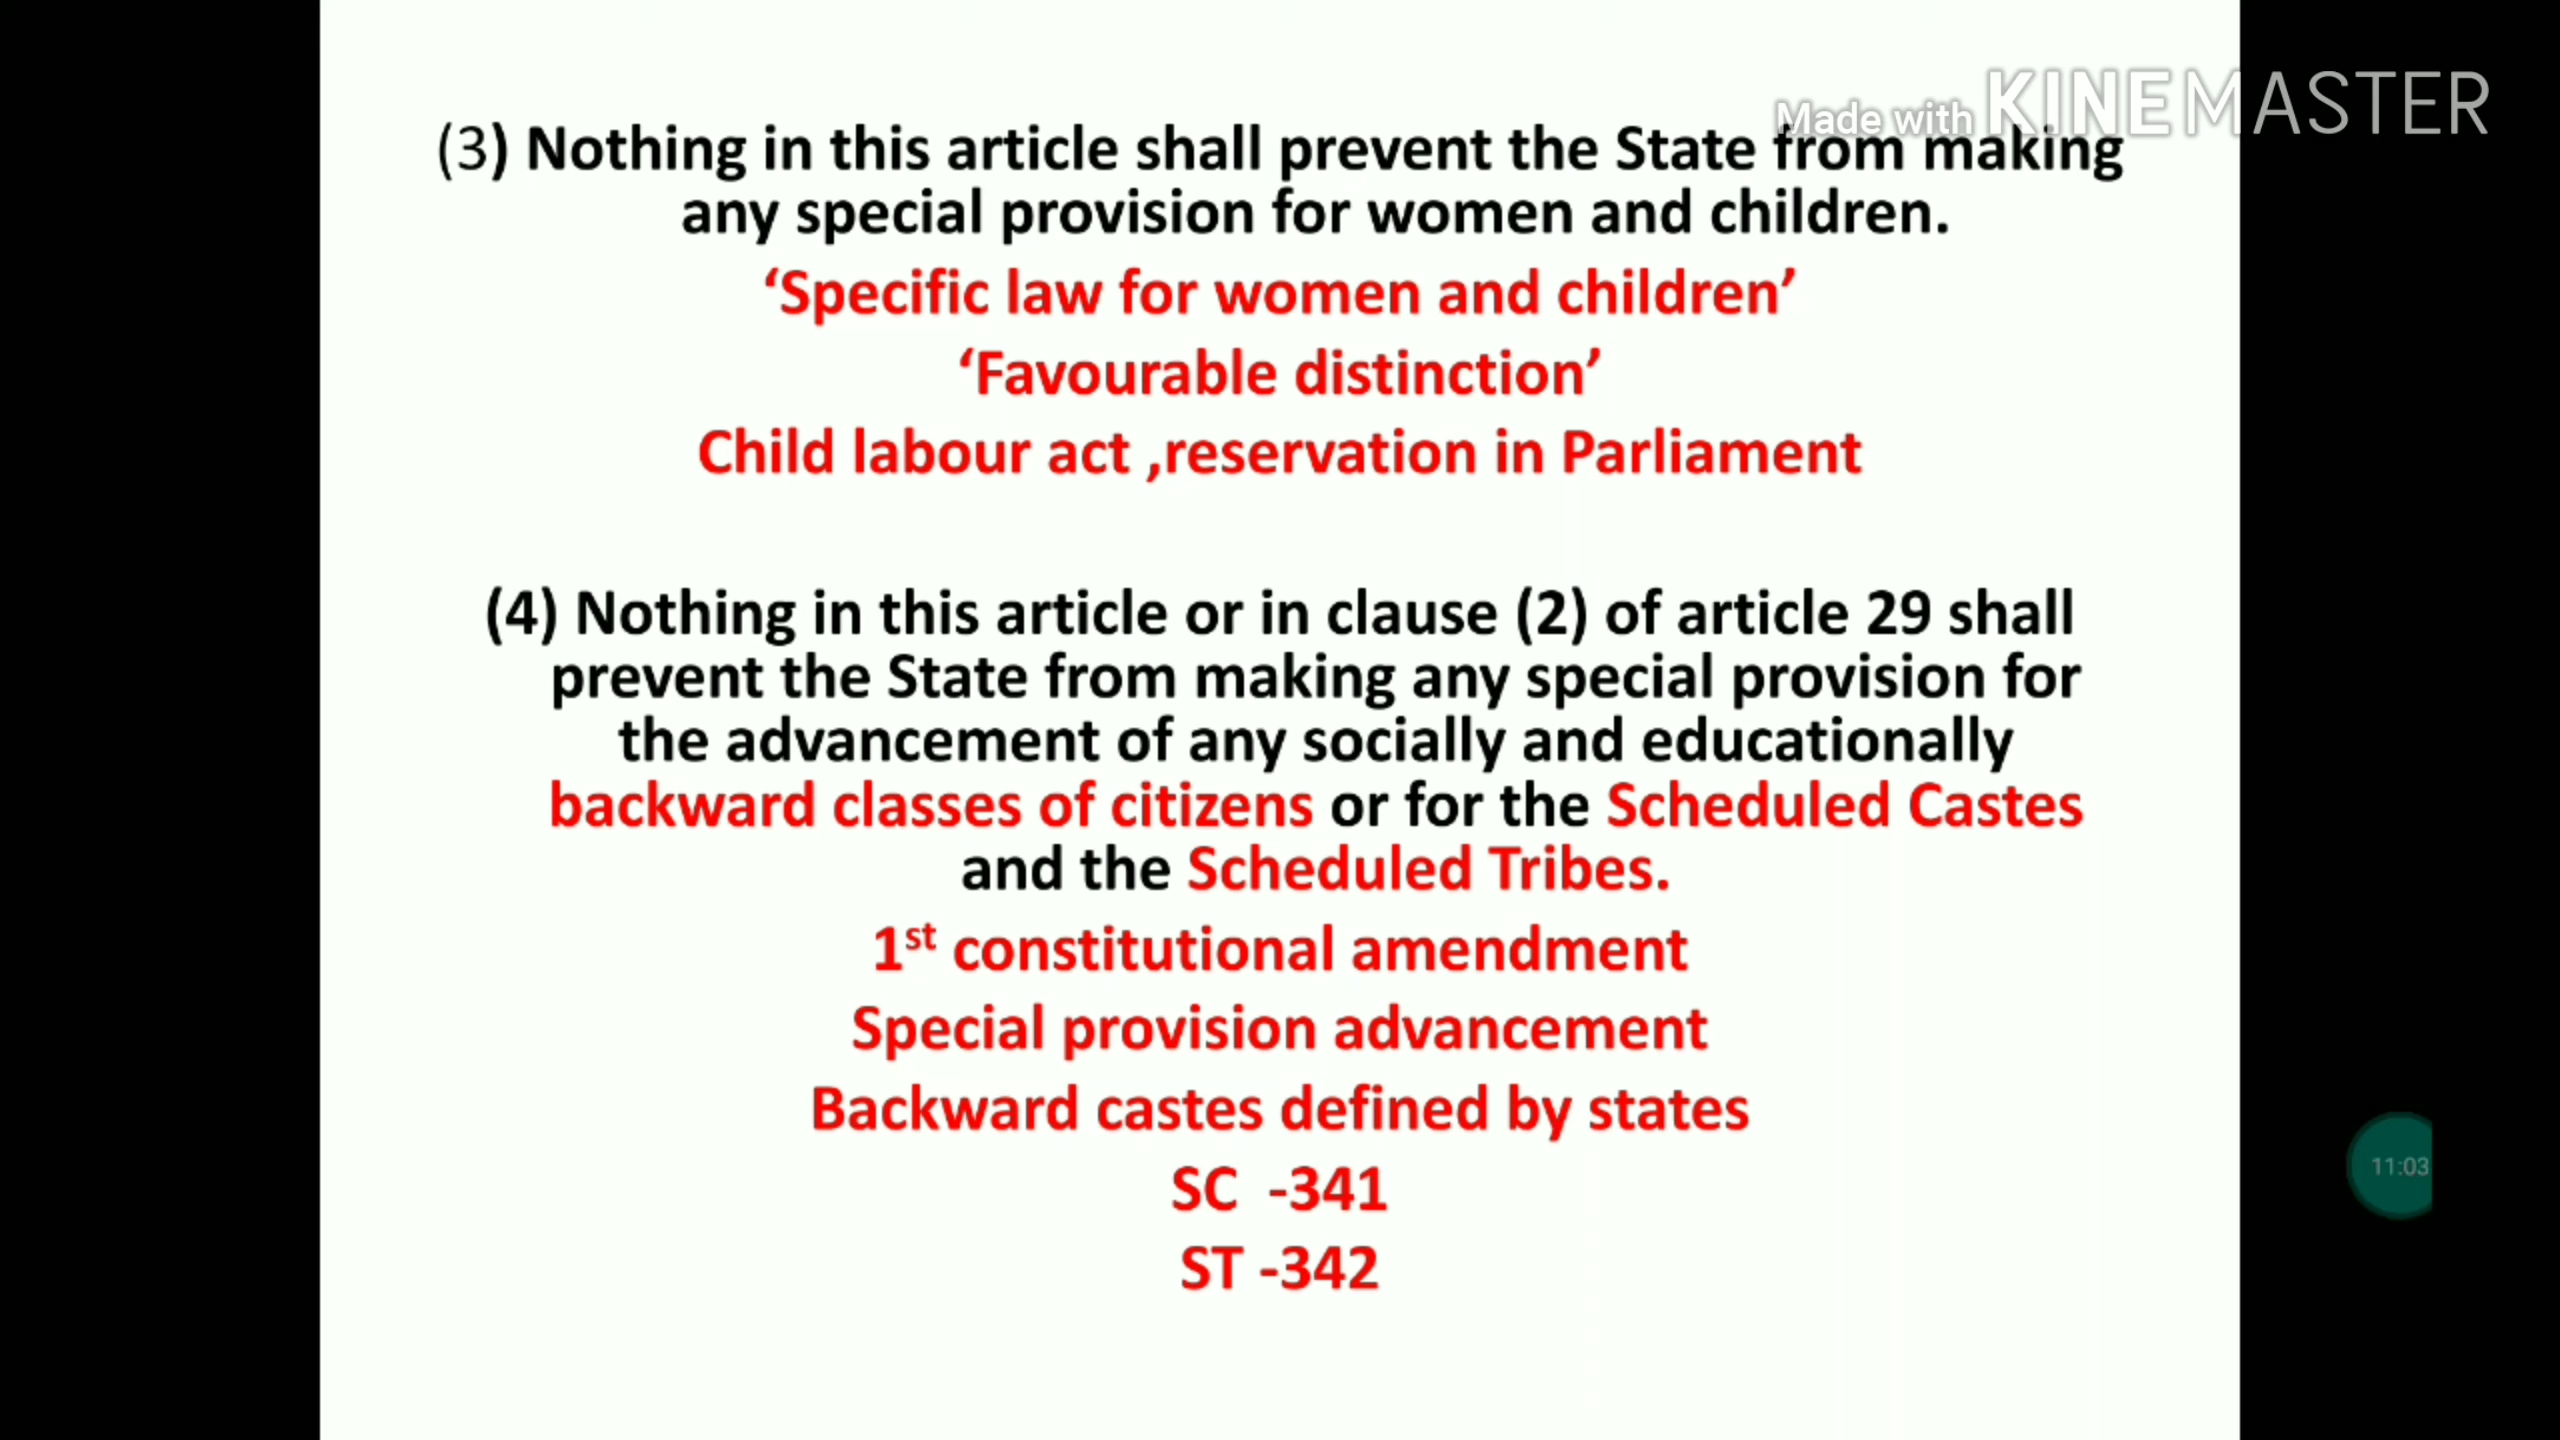 Made with KINEMASTER
(3) Nothing in this article shall prevent the State from making
any special provision for women and children.
‘Specific law for women and children’
‘Favourable distinction’
Child labour act ,reservation in Parliament
(4) Nothing in this article or in clause (2) of article 29 shall
prevent the State from making any special provision for
the advancement of any socially and educationally
backward classes of citizens or for the Scheduled Castes
and the Scheduled Tribes.
1st constitutional amendment
Special provision advancement
Backward castes defined by states
SC -341
ST -342
11:03